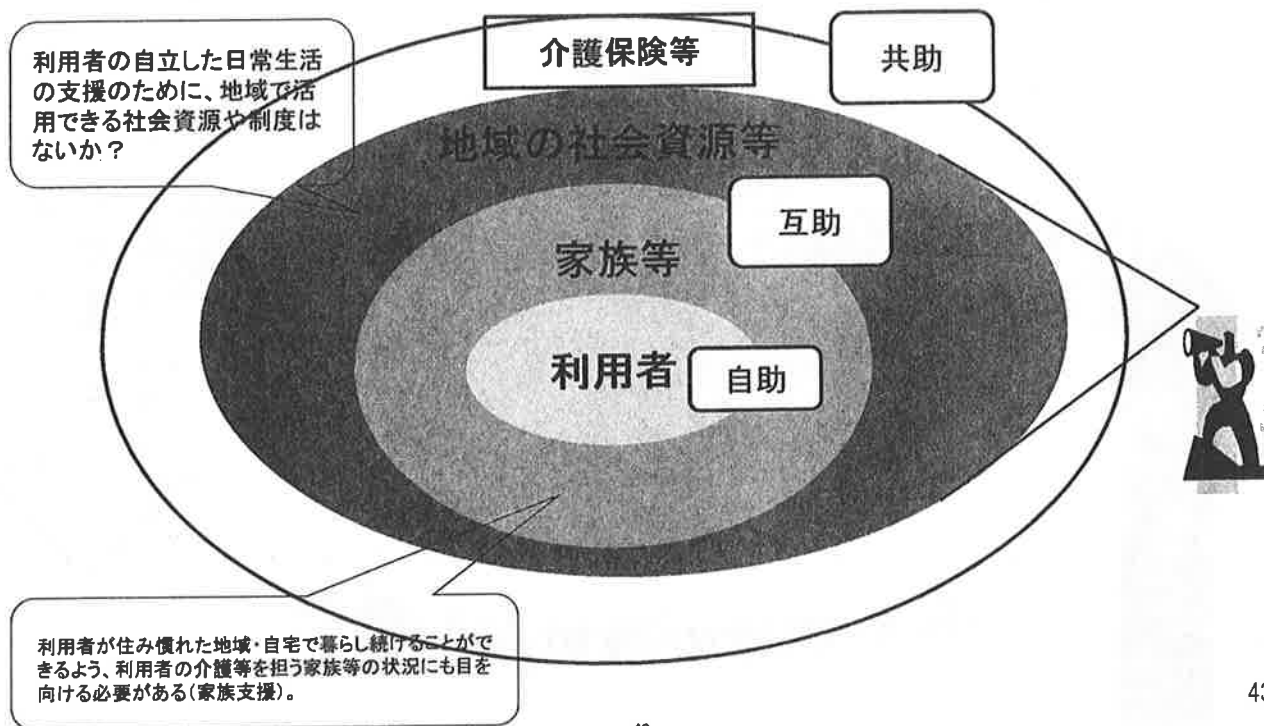 利用者の自立した日常生活
の支援のために、地域で活
用できる社会資源や制度は
ないか？
介護保険等
共助
地域の社会資源等
互助
家族等
利用者
自助
利用者が住み慣れた地域・自宅で暮らし続けることがで
きるよう、利用者の介護等を担う家族等の状況にも目を
向ける必要がある(家族支援)。
43